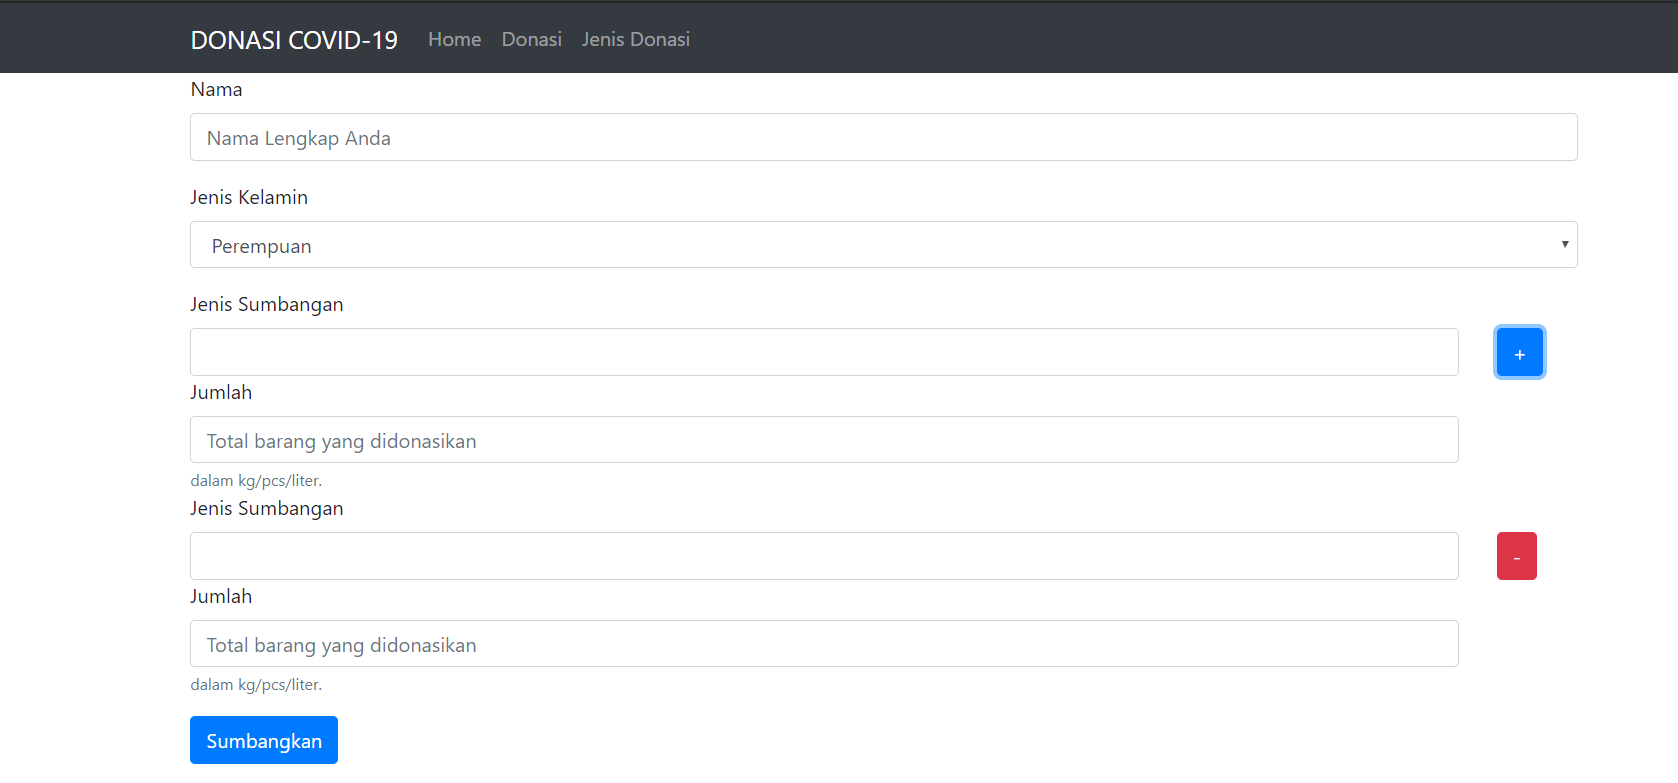 DONASI COVID-19 Home Donasi Jenis Donasi
Nama
Nama Lengkap Anda
Jenis Kelamin
Perempuan
Jenis Sumbangan
+
Jumlah
Total barang yang didonasikan
dalam kg/pcs/liter.
Jenis Sumbangan
-
Jumlah
Total barang yang didonasikan
dalam kg/pcs/liter.
Sumbangkan